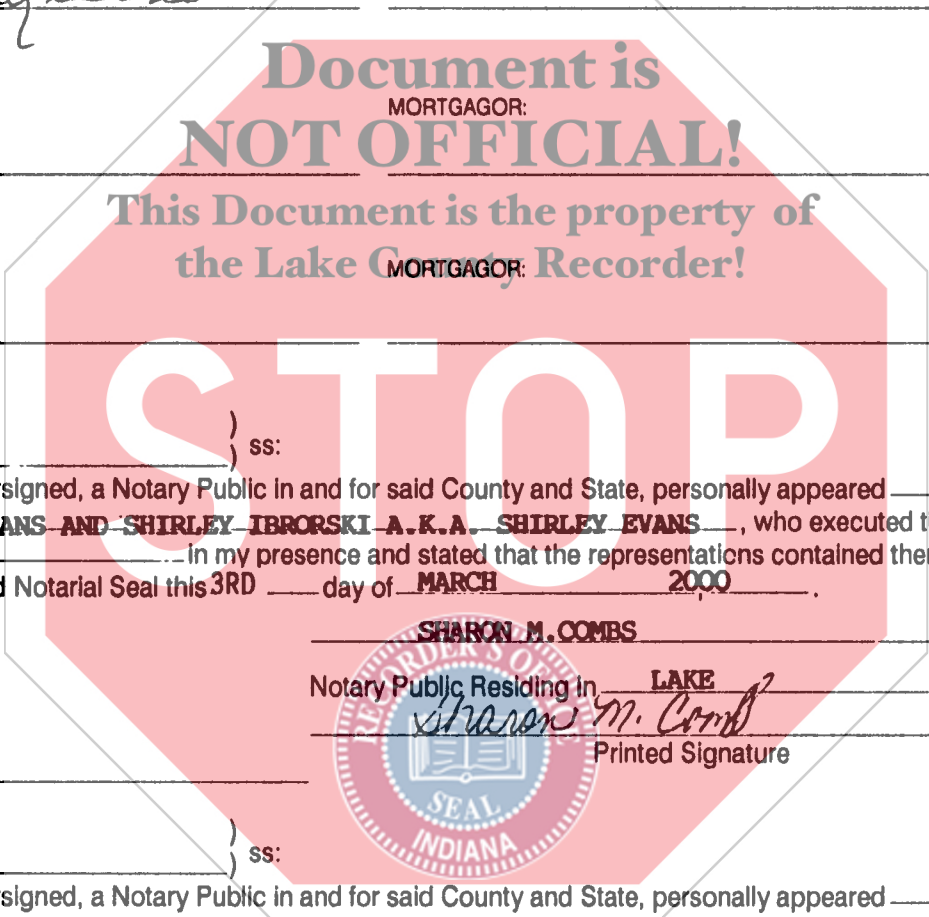 Document is
MORTGAGOR:
NOT OFFICIAL!
This Document is the property of
the Lake County Recorder!
MORTGAGOR:
STOP
) ss:
)
signed, a Notary Public in and for said County and State, personally appeared
ANS AND SHIRLEY IBRORSKI A.K.A. SHIRLEY EVANS, who executed t
in my presence and stated that the representations contained ther
d Notarial Seal this 3RD day of MARCH 2000.
SHARON M. COMBS
Notary Public Residing in LAKE
Sharon M. Combs
Printed Signature
RECORDER'S OFFICE
SEAL
INDIANA
) ss:
)
signed, a Notary Public in and for said County and State, personally appeared